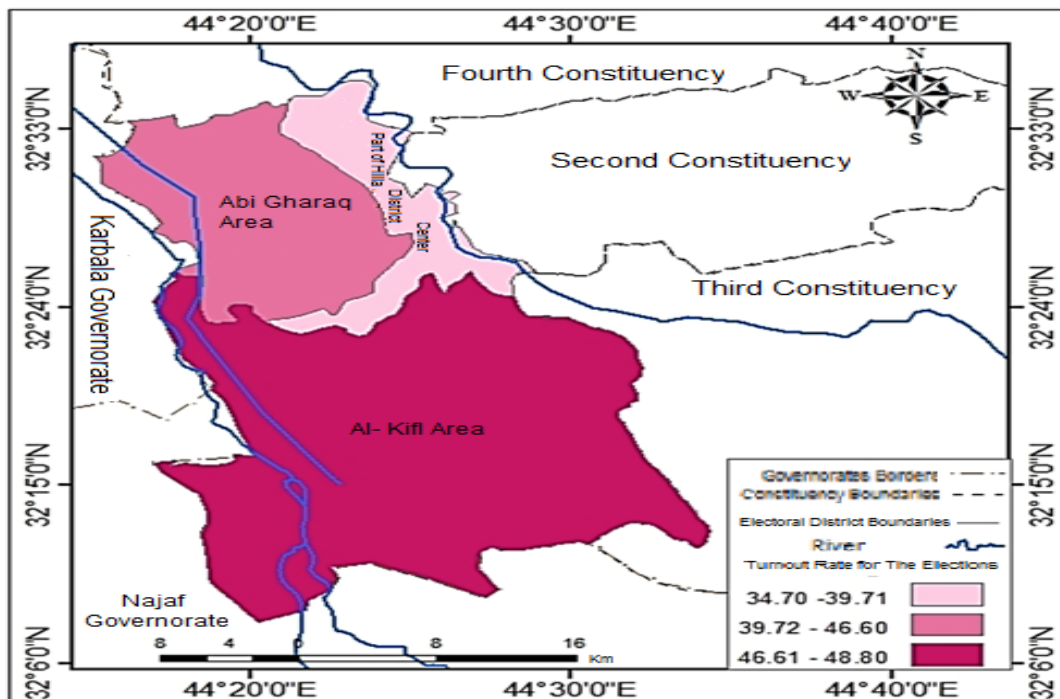 44°20'0"E 44°30'0"E 44°40'0"E
N
W E
S
Fourth Constituency
Second Constituency
Third Constituency
Part of Hilla
District
Center
Abi Gharaq
Area
Karbala Governorate
Al- Kifl Area
Najaf
Governorate
32°33'0"N
32°24'0"N
32°15'0"N
32°6'0"N
32°33'0"N
32°24'0"N
32°15'0"N
32°6'0"N
Governorates Borders
Constituency Boundaries
Electoral District Boundaries
River
Turnout Rate for The Elections
34.70 -39.71
39.72 - 46.60
46.61 - 48.80
8 4 0 8 16
Km
44°20'0"E 44°30'0"E 44°40'0"E